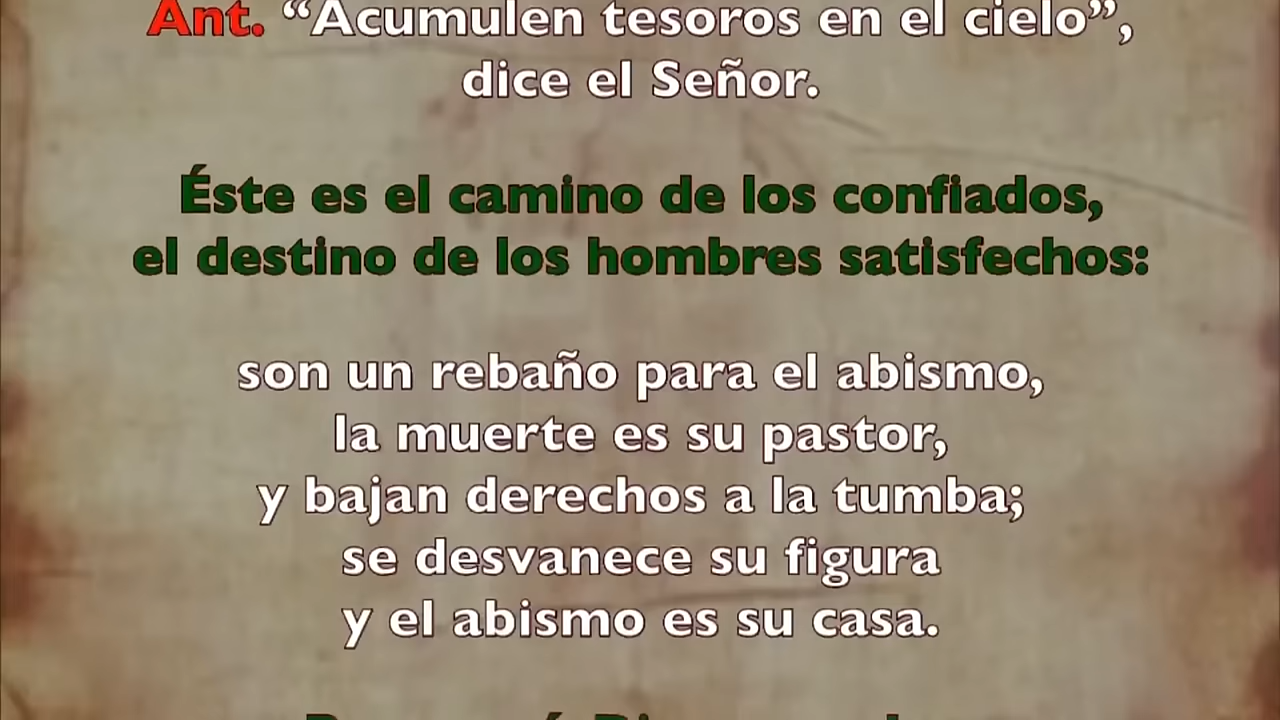 Ant. “Acumulen tesoros en el cielo”,
dice el Señor.
Éste es el camino de los confiados,
el destino de los hombres satisfechos:
son un rebaño para el abismo,
la muerte es su pastor,
y bajan derechos a la tumba;
se desvanece su figura
y el abismo es su casa.